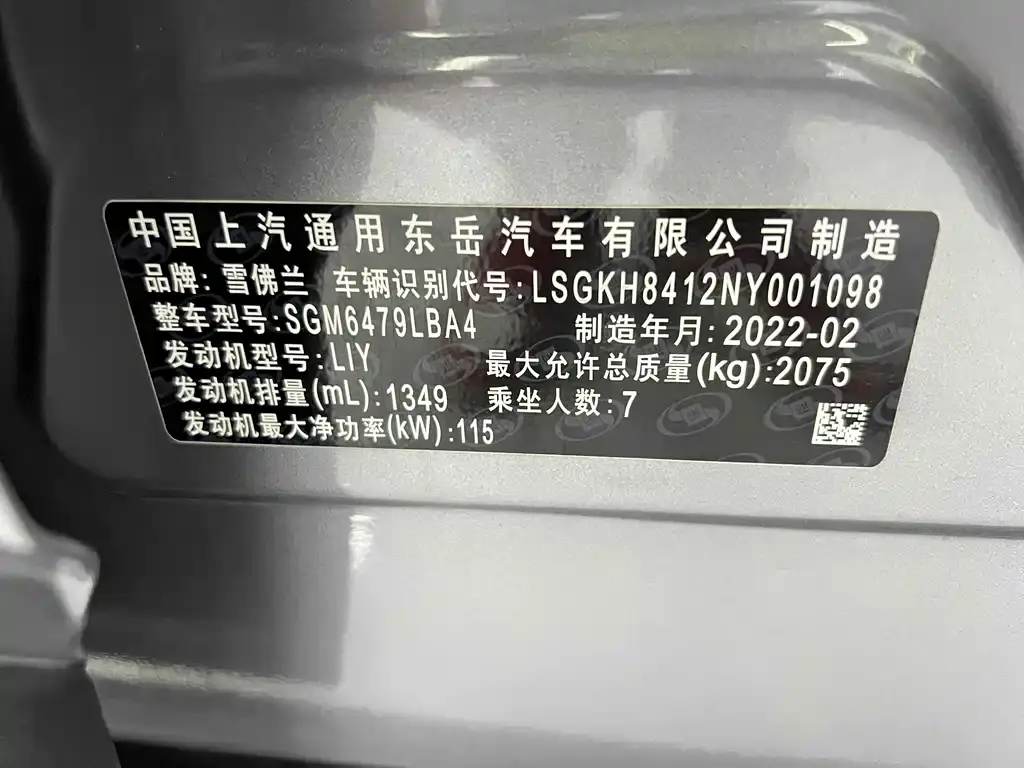 中国上汽通用东岳汽车有限公司制造
品牌: 雪佛兰 车辆识别代号:LSGKH8412NY001098
整车型号:SGM6479LBA4 制造年月: 2022-02
发动机型号: LIY 最大允许总质量(kg):2075
发动机排量(mL): 1349 乘坐人数: 7
发动机最大净功率(kW) :115